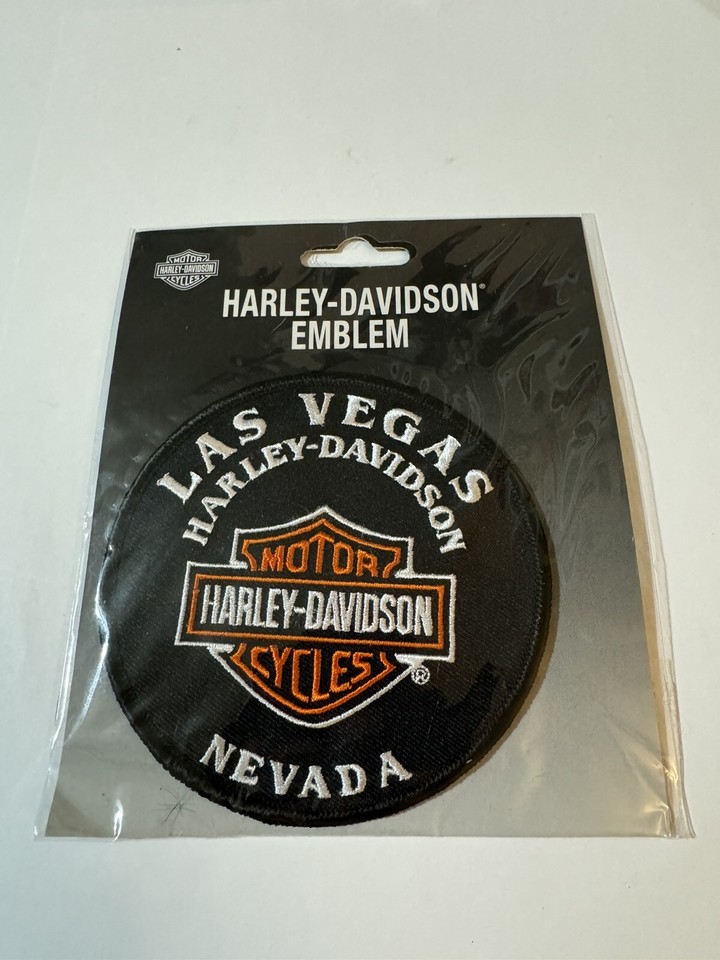 MOTOR
HARLEY-DAVIDSON
CYCLES
HARLEY-DAVIDSON®
EMBLEM
LAS VEGAS
HARLEY-DAVIDSON
MOTOR
HARLEY-DAVIDSON
CYCLES
®
NEVADA